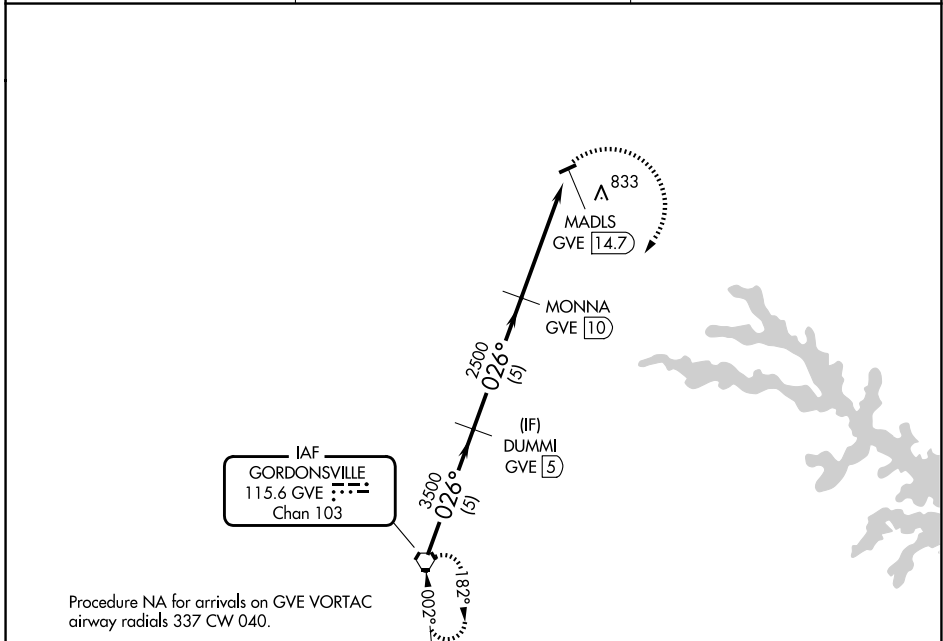 833
MADLS
GVE 14.7
MONNA
GVE 10
2500
026°
(5)
(IF)
DUMMI
GVE 5
3500
026°
(5)
IAF
GORDONSVILLE
115.6 GVE
Chan 103
182°
002°
Procedure NA for arrivals on GVE VORTAC
airway radials 337 CW 040.